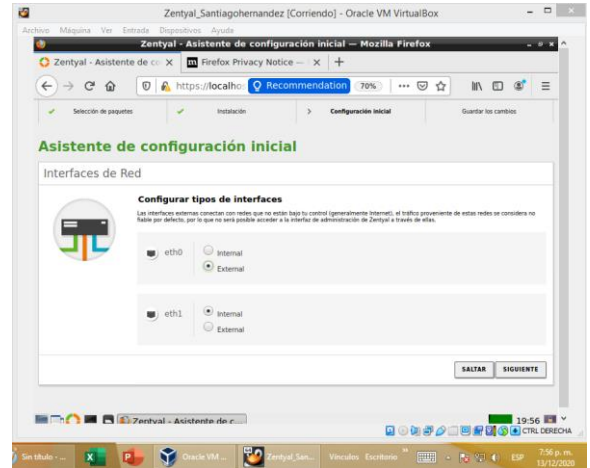 Zentyal_Santiagohernandez [Corriendo] - Oracle VM VirtualBox
Archivo Máquina Ver Entrada Dispositivos Ayuda
Zentyal - Asistente de configuración inicial — Mozilla Firefox
Zentyal - Asistente de co
Firefox Privacy Notice —
https://localho
Recommendation
70%
Selección de paquetes
Instalación
Configuración inicial
Guardar los cambios
Asistente de configuración inicial
Interfaces de Red
Configurar tipos de interfaces
Las interfaces externas conectan con redes que no están bajo tu control (generalmente Internet), el tráfico proveniente de estas redes se considera no
fiable por defecto, por lo que no será posible acceder a la interfaz de administración de Zentyal a través de ellas.
eth0
Internal
External
eth1
Internal
External
SALTAR
SIGUIENTE
Zentyal - Asistente de c...
19:56
CTRL DERECHA
Sin título - ...
Oracle VM ...
Zentyal_San...
Vínculos
Escritorio
ESP
7:56 p. m.
13/12/2020